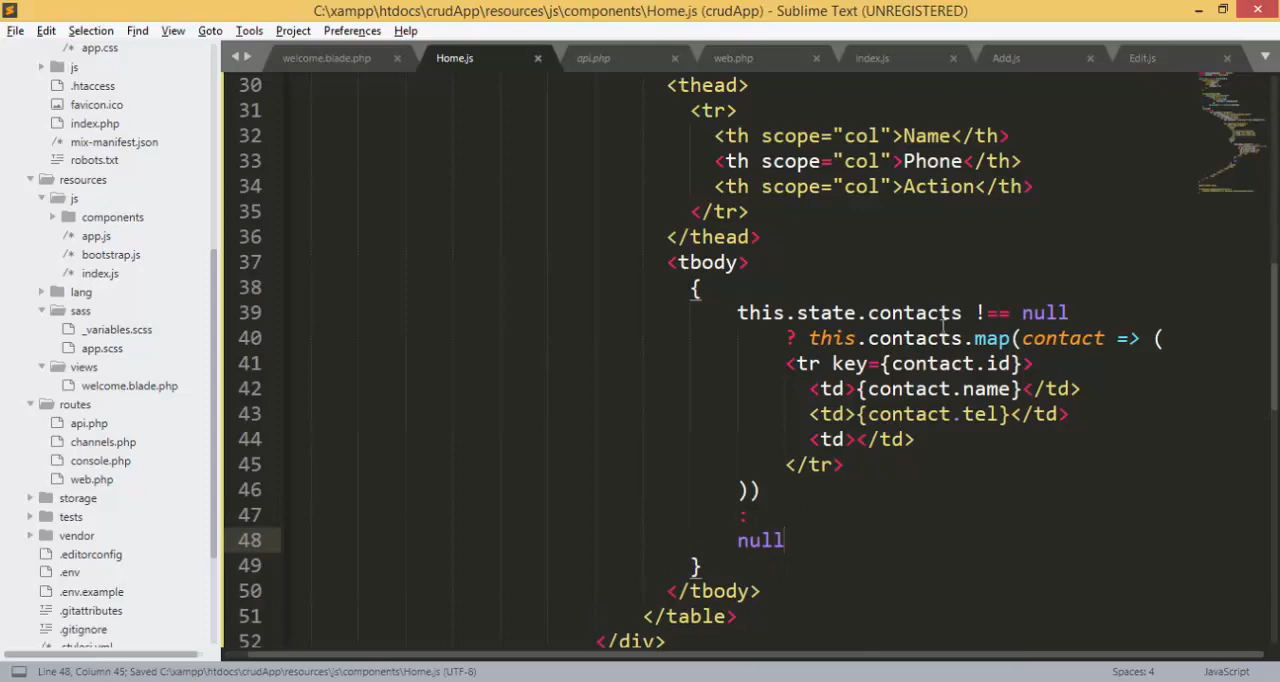 C:\xampp\htdocs\crudApp\resources\js\components\Home.js (crudApp) - Sublime Text (UNREGISTERED)
File Edit Selection Find View Goto Tools Project Preferences Help
welcome.blade.php × Home.js × api.php × web.php × index.js × Add.js × Edit.js ×
app.css
js
.htaccess
favicon.ico
index.php
mix-manifest.json
robots.txt
resources
js
components
app.js
bootstrap.js
index.js
lang
sass
_variables.scss
app.scss
views
welcome.blade.php
routes
api.php
channels.php
console.php
web.php
storage
tests
vendor
.editorconfig
.env
.env.example
.gitattributes
.gitignore
.styleci.yml
30 <thead>
31 <tr>
32 <th scope="col">Name</th>
33 <th scope="col">Phone</th>
34 <th scope="col">Action</th>
35 </tr>
36 </thead>
37 <tbody>
38 {
39 this.state.contacts !== null
40 ? this.contacts.map(contact => (
41 <tr key={contact.id}>
42 <td>{contact.name}</td>
43 <td>{contact.tel}</td>
44 <td></td>
45 </tr>
46 ))
47 :
48 null
49 }
50 </tbody>
51 </table>
52 </div>
Line 48, Column 45; Saved C:\xampp\htdocs\crudApp\resources\js\components\Home.js (UTF-8)
Spaces: 4
JavaScript